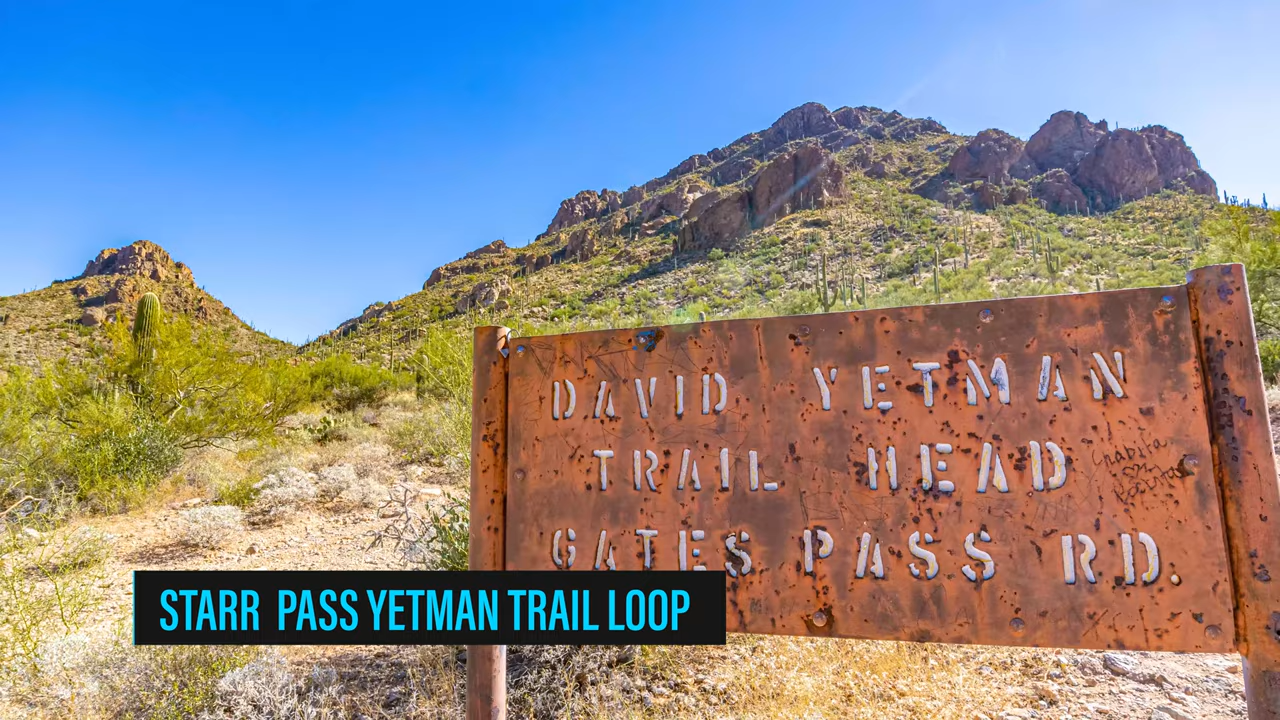 DAVID YETMAN
TRAIL HEAD
GATES PASS RD.
STARR PASS YETMAN TRAIL LOOP